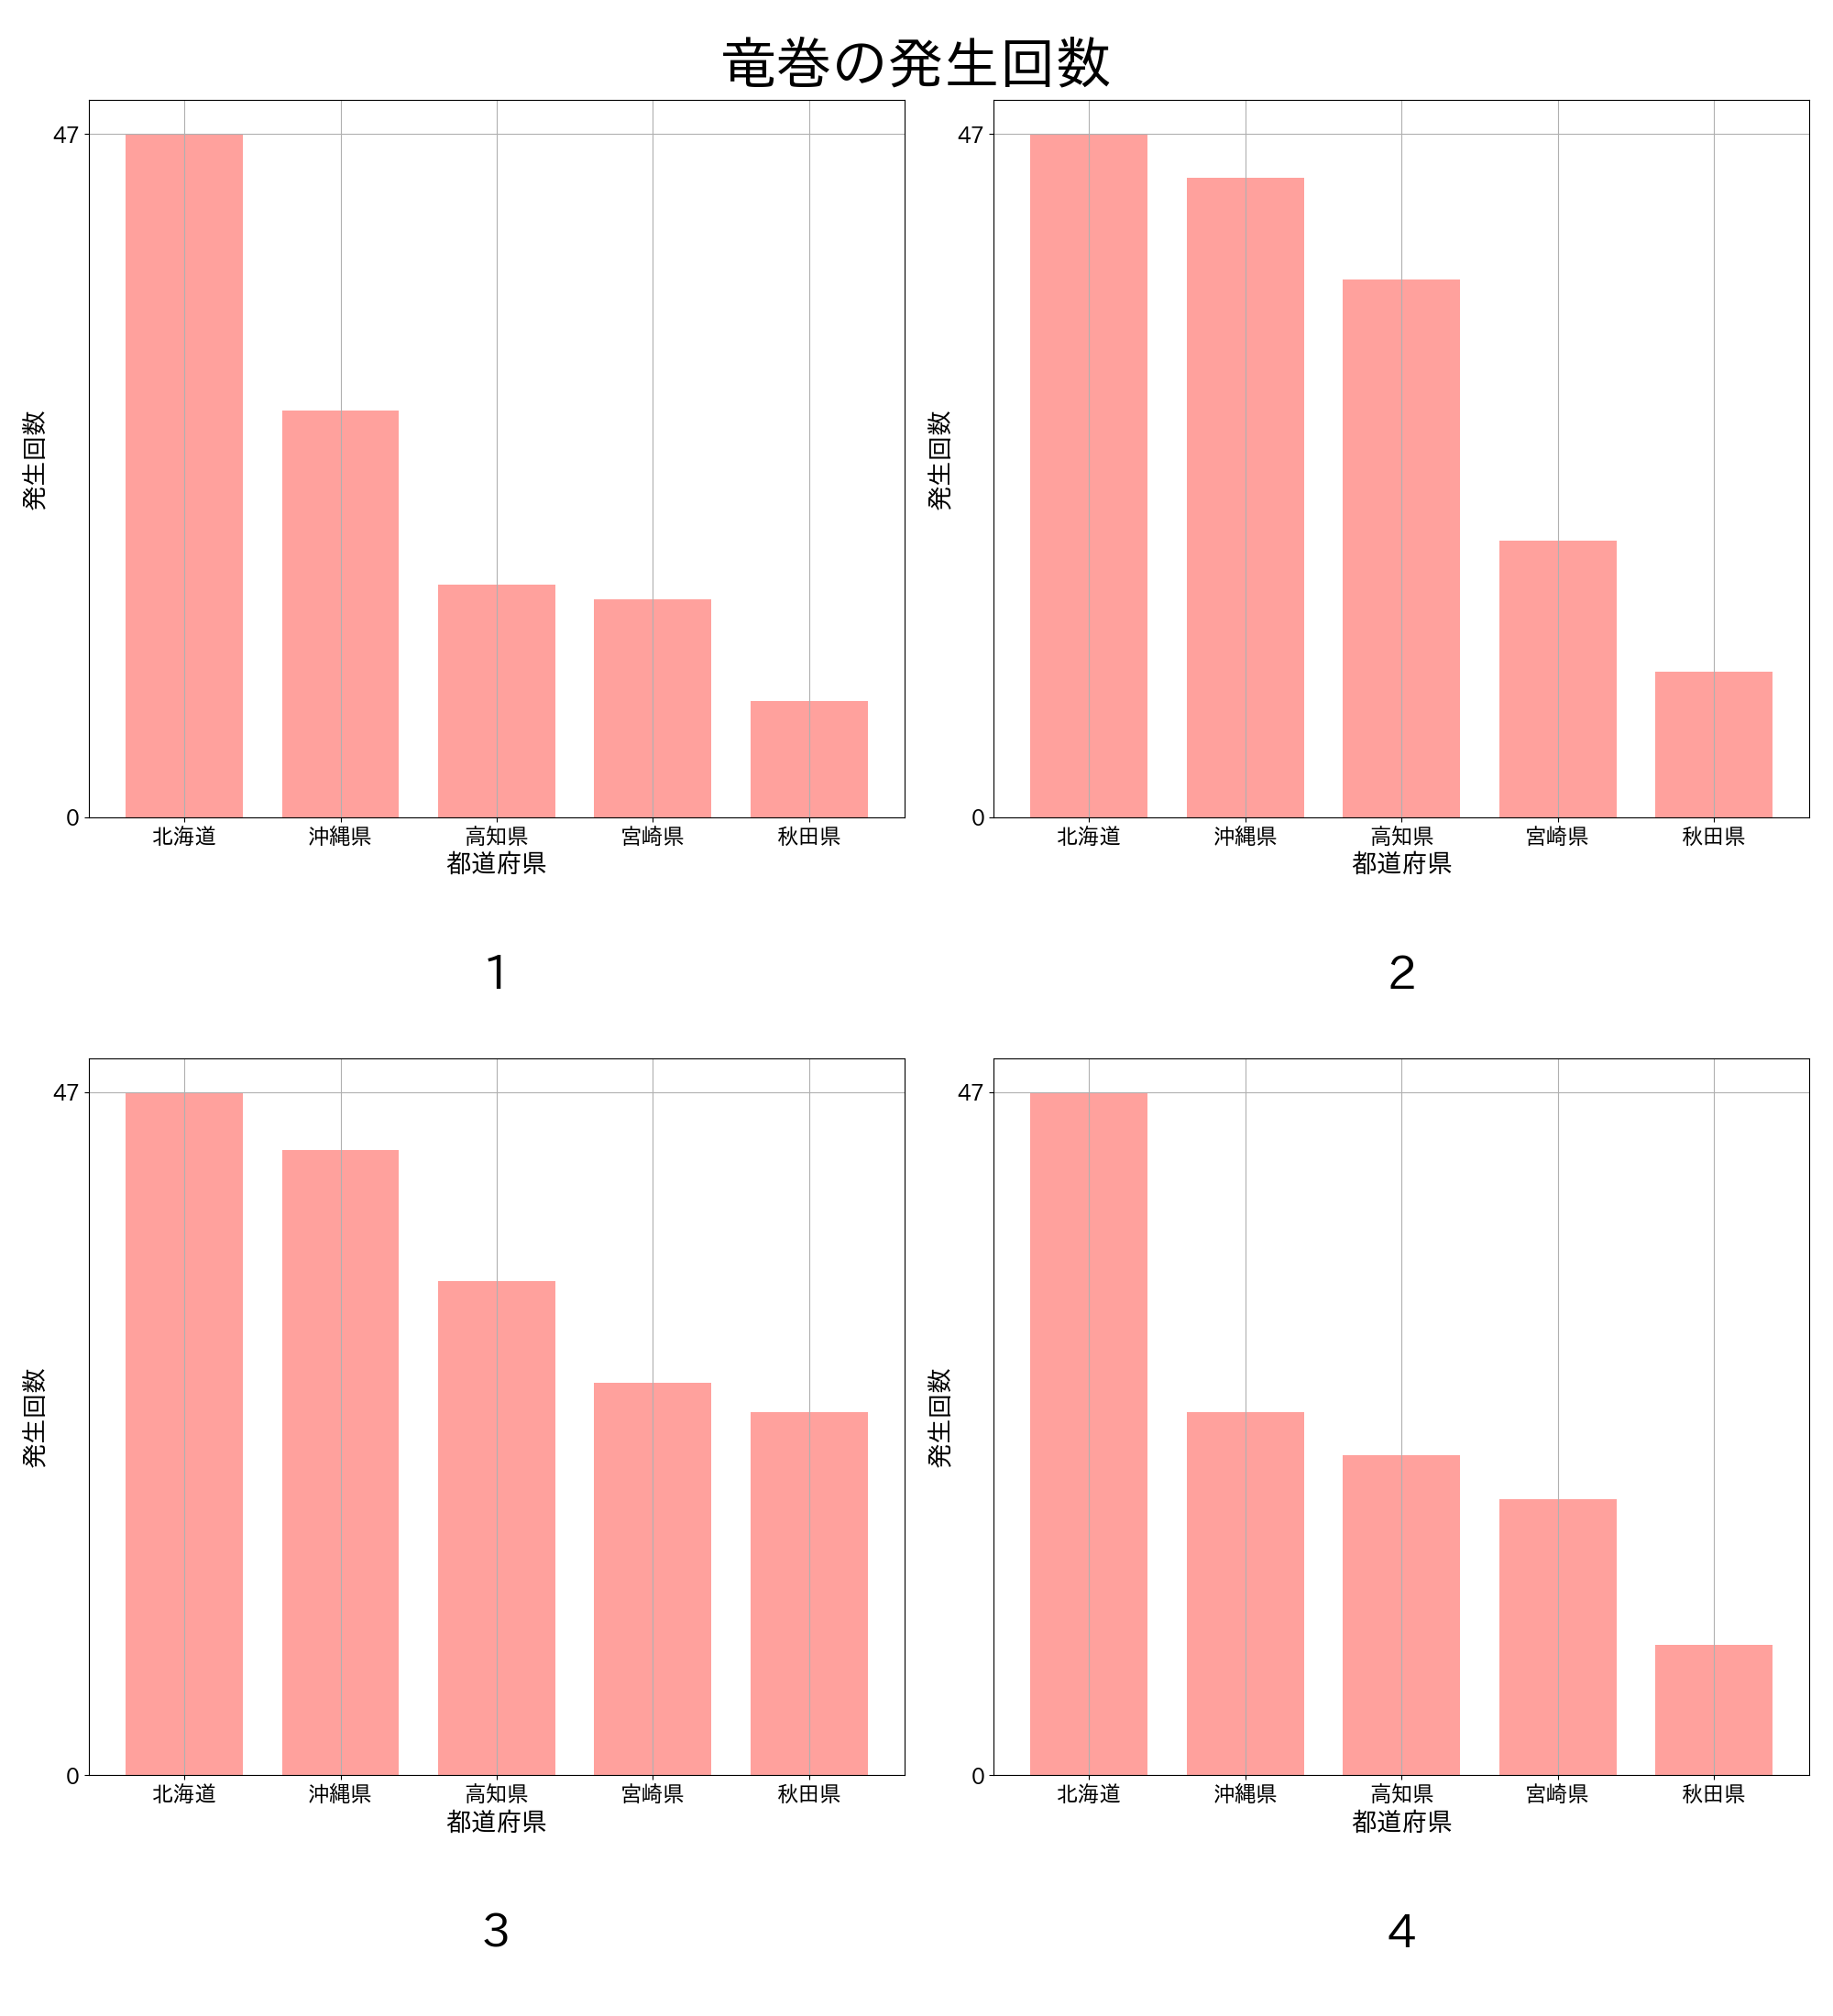 竜巻の発生回数
47
0
発生回数
北海道 沖縄県 高知県 宮崎県 秋田県
都道府県
1
47
0
発生回数
北海道 沖縄県 高知県 宮崎県 秋田県
都道府県
2
47
0
発生回数
北海道 沖縄県 高知県 宮崎県 秋田県
都道府県
3
47
0
発生回数
北海道 沖縄県 高知県 宮崎県 秋田県
都道府県
4